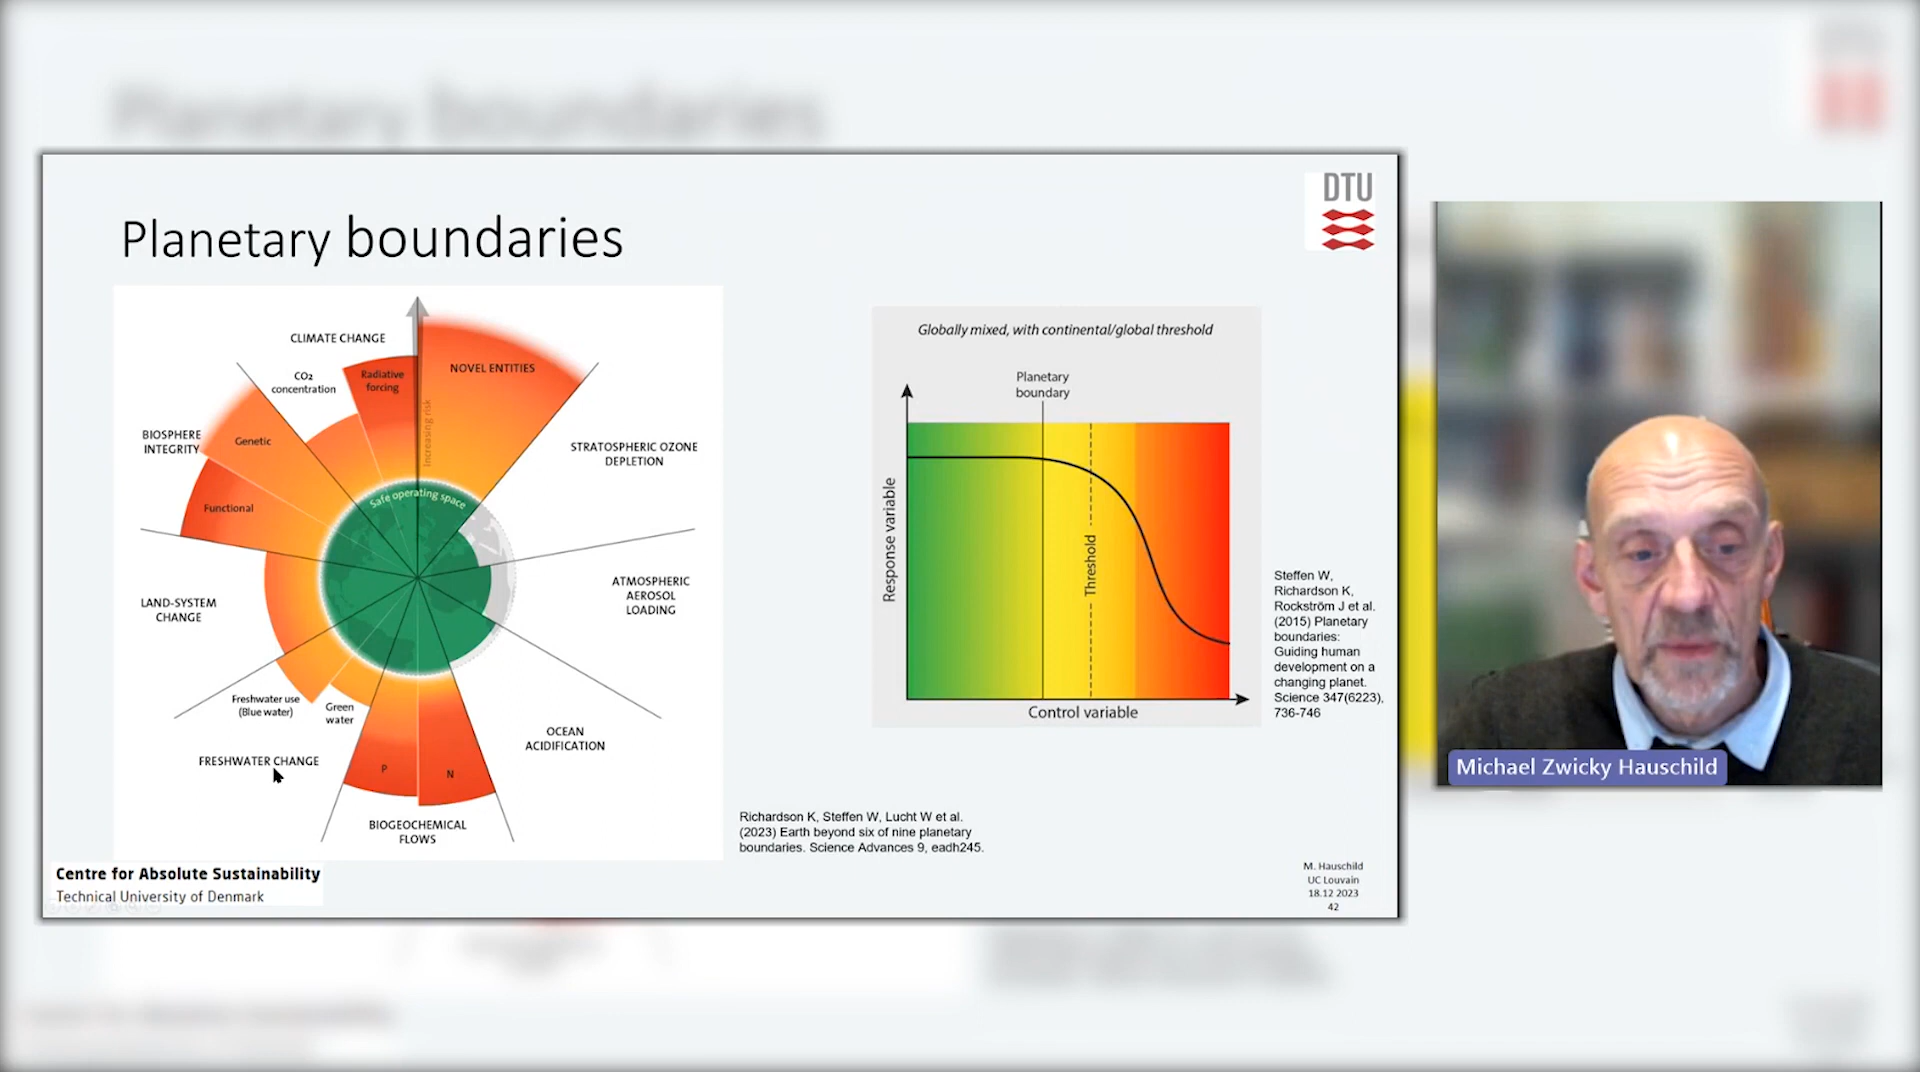 Planetary boundaries
DTU
CLIMATE CHANGE
CO₂
concentration
Radiative
forcing
NOVEL ENTITIES
Increasing risk
BIOSPHERE
INTEGRITY
Genetic
Functional
STRATOSPHERIC OZONE
DEPLETION
Safe operating space
ATMOSPHERIC
AEROSOL
LOADING
LAND-SYSTEM
CHANGE
Freshwater use
(Blue water)
Green
water
FRESHWATER CHANGE
P
N
BIOGEOCHEMICAL
FLOWS
OCEAN
ACIDIFICATION
Globally mixed, with continental/global threshold
Planetary
boundary
Response variable
Threshold
Control variable
Steffen W,
Richardson K,
Rockström J et al.
(2015) Planetary
boundaries:
Guiding human
development on a
changing planet.
Science 347(6223),
736-746
Richardson K, Steffen W, Lucht W et al.
(2023) Earth beyond six of nine planetary
boundaries. Science Advances 9, eadh245.
Centre for Absolute Sustainability
Technical University of Denmark
M. Hauschild
UC Louvain
18.12 2023
42
Michael Zwicky Hauschild
Planetary boundaries